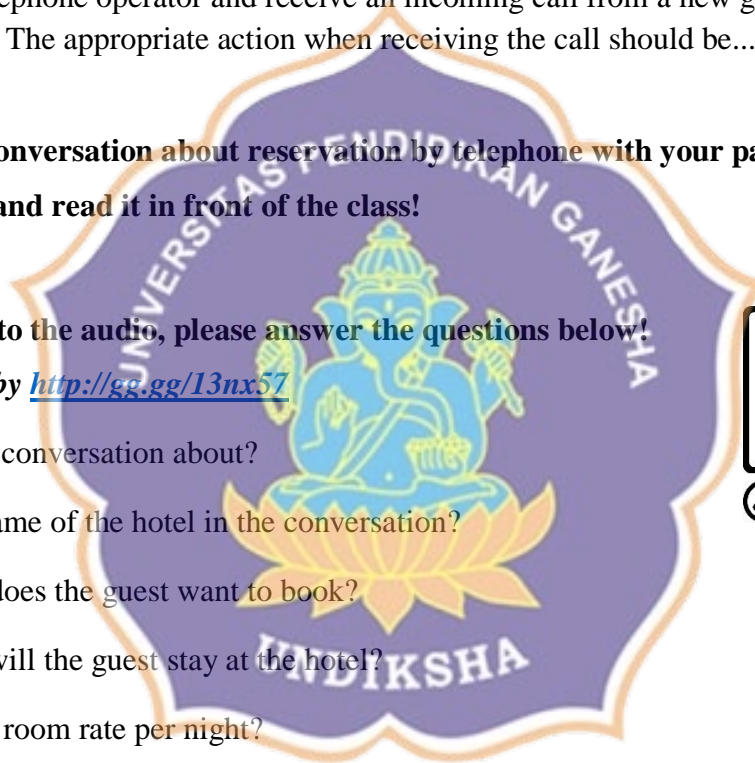 ephone operator and receive an incoming call from a new g
The appropriate action when receiving the call should be...
onversation about reservation by telephone with your pa
and read it in front of the class!
to the audio, please answer the questions below!
by http://gg.gg/13nx57
conversation about?
ame of the hotel in the conversation?
does the guest want to book?
will the guest stay at the hotel?
room rate per night?
UNIVERSITAS PENDIDIKAN GANESHA
UNDIKSHA